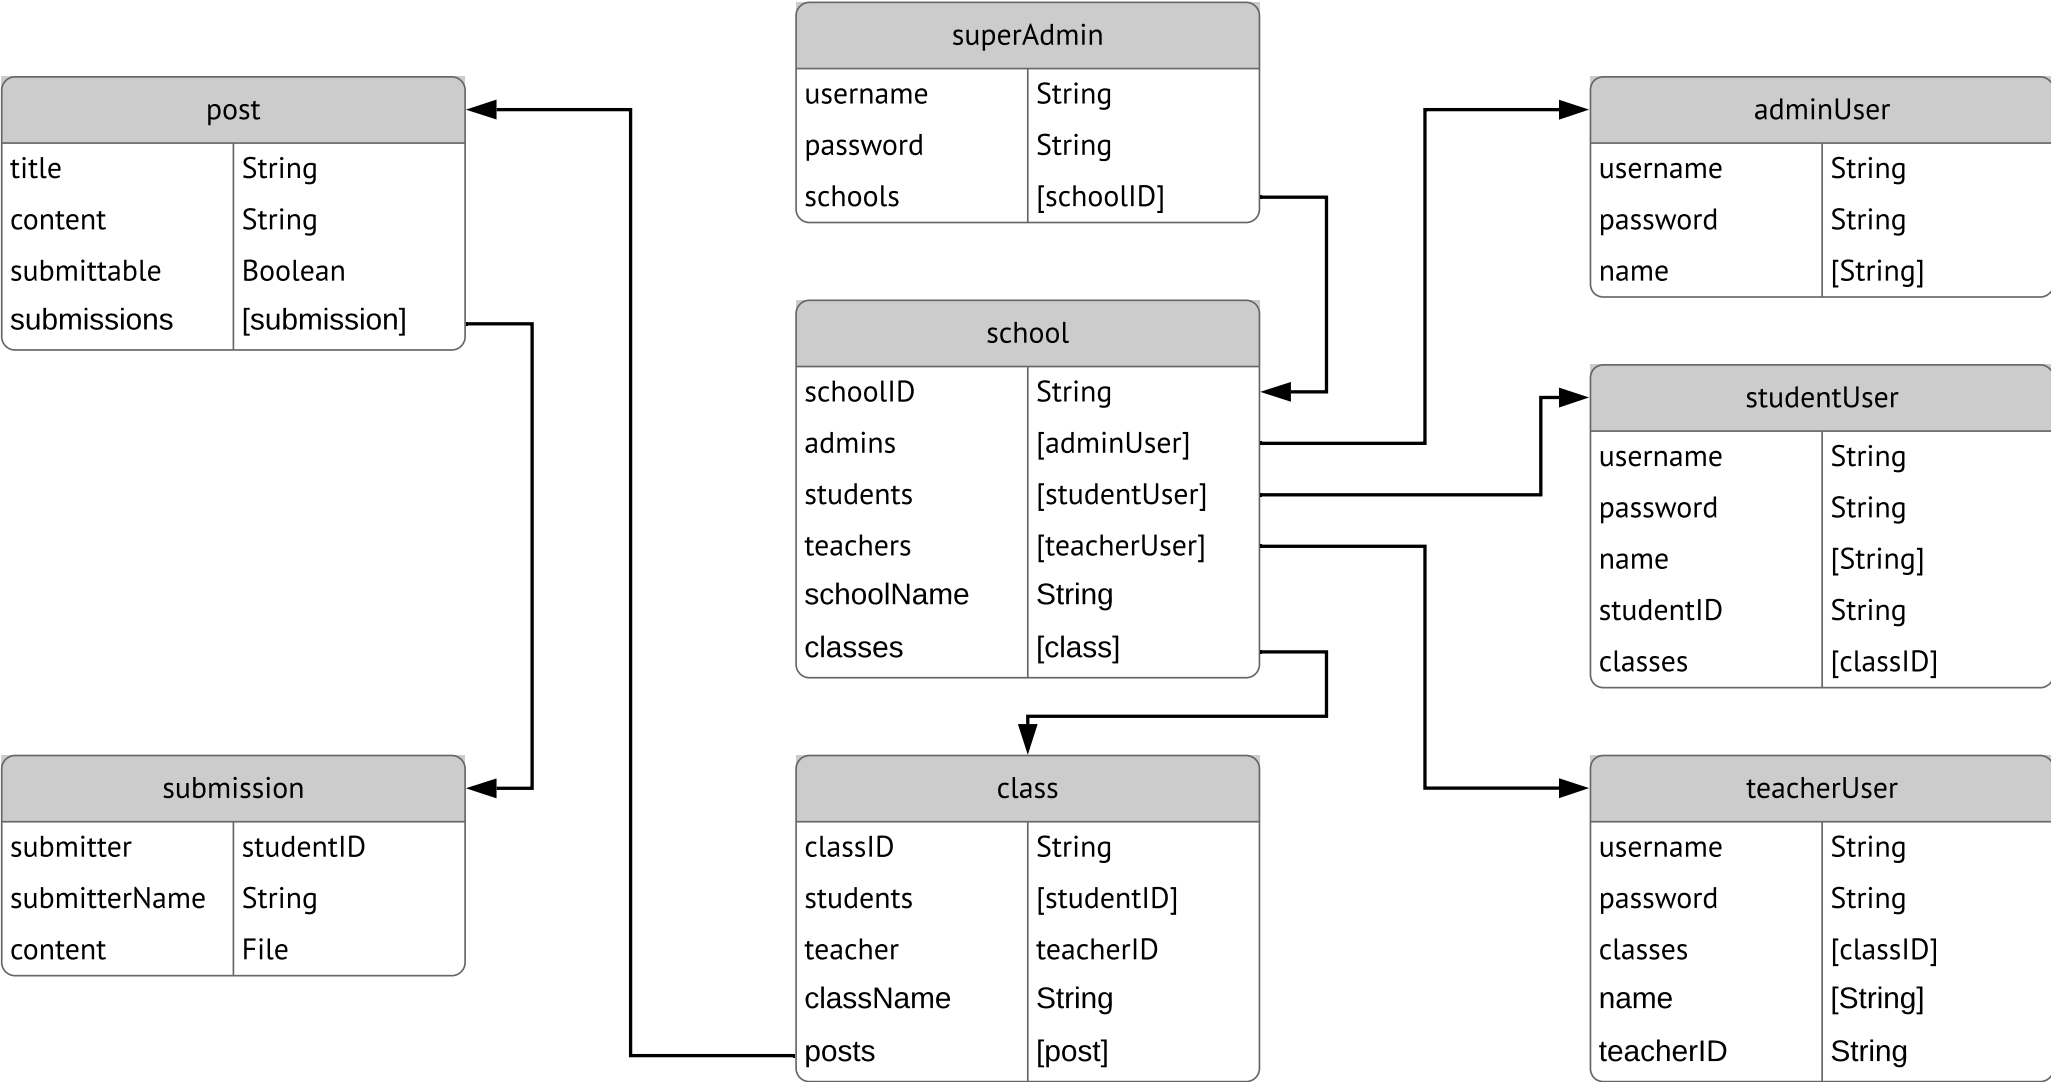 superAdmin
username String
password String
schools [schoolID]
post
title String
content String
submittable Boolean
submissions [submission]
adminUser
username String
password String
name [String]
school
schoolID String
admins [adminUser]
students [studentUser]
teachers [teacherUser]
schoolName String
classes [class]
studentUser
username String
password String
name [String]
studentID String
classes [classID]
submission
submitter studentID
submitterName String
content File
class
classID String
students [studentID]
teacher teacherID
className String
posts [post]
teacherUser
username String
password String
classes [classID]
name [String]
teacherID String